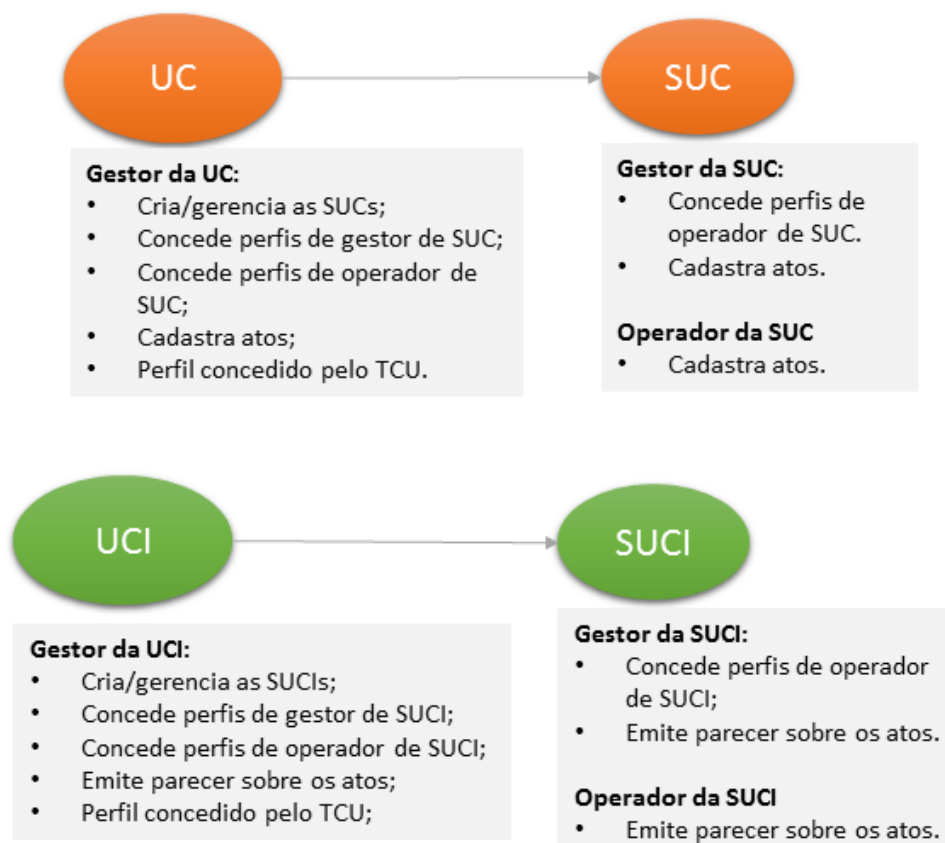 UC
SUC
Gestor da UC:
• Cria/gerencia as SUCs;
• Concede perfis de gestor de SUC;
• Concede perfis de operador de
SUC;
• Cadastra atos;
• Perfil concedido pelo TCU.
Gestor da SUC:
• Concede perfis de
operador de SUC.
• Cadastra atos.
Operador da SUC
• Cadastra atos.
UCI
SUCI
Gestor da UCI:
• Cria/gerencia as SUCIs;
• Concede perfis de gestor de SUCI;
• Concede perfis de operador de SUCI;
• Emite parecer sobre os atos;
• Perfil concedido pelo TCU;
Gestor da SUCI:
• Concede perfis de operador
de SUCI;
• Emite parecer sobre os atos.
Operador da SUCI
• Emite parecer sobre os atos.